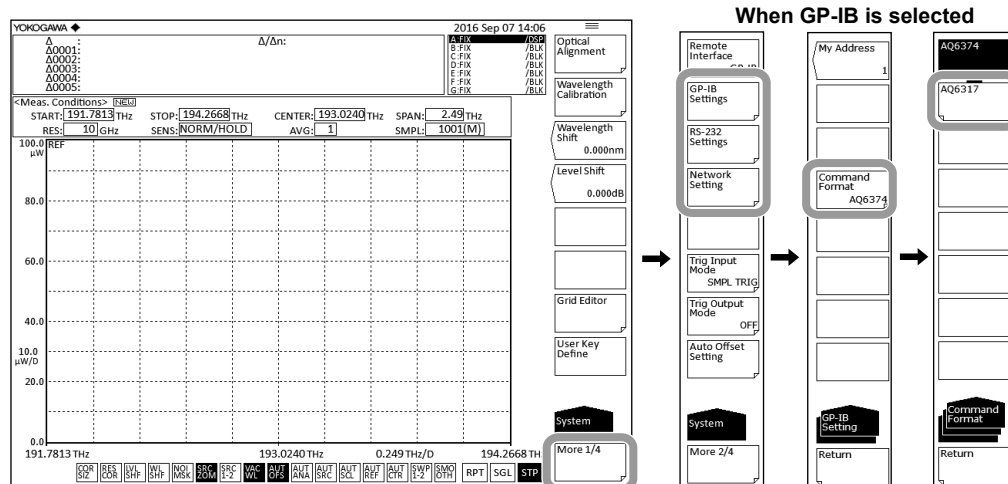 When GP-IB is selected
YOKOGAWA ◆
2016 Sep 07 14:06
Δ :
Δ0001:
Δ0002:
Δ0003:
Δ0004:
Δ0005:
Δ/Δn:
A:FIX /DSP
B:FIX /BLK
C:FIX /BLK
D:FIX /BLK
E:FIX /BLK
F:FIX /BLK
G:FIX /BLK
<Meas. Conditions> NEW
START: 191.7813 THz STOP: 194.2668 THz CENTER: 193.0240 THz SPAN: 2.49 THz
RES: 10 GHz SENS: NORM/HOLD AVG: 1 SMPL: 1001(M)
100.0 REF
μW
80.0
60.0
40.0
10.0
μW/D
20.0
0.0
191.7813 THz 193.0240 THz 0.249 THz/D 194.2668 TH
COR SIZ
RES COR
LVL SHF
WL SHF
NOI MSK
SRC ZOM
SRC 1-2
VAC WL
AUT OFS
AUT ANA
AUT SRC
AUT SCL
AUT REF
AUT CTR
SWP 1-2
SMO OTH
RPT
SGL
STP
Optical
Alignment
Wavelength
Calibration
Wavelength
Shift
0.000nm
Level Shift
0.000dB
Grid Editor
User Key
Define
System
More 1/4
Remote
Interface
GP-IB
GP-IB
Settings
RS-232
Settings
Network
Setting
Trig Input
Mode
SMPL TRIG
Trig Output
Mode
OFF
Auto Offset
Setting
System
More 2/4
My Address
1
Command
Format
AQ6374
GP-IB
Setting
Return
AQ6374
AQ6317
Command
Format
Return